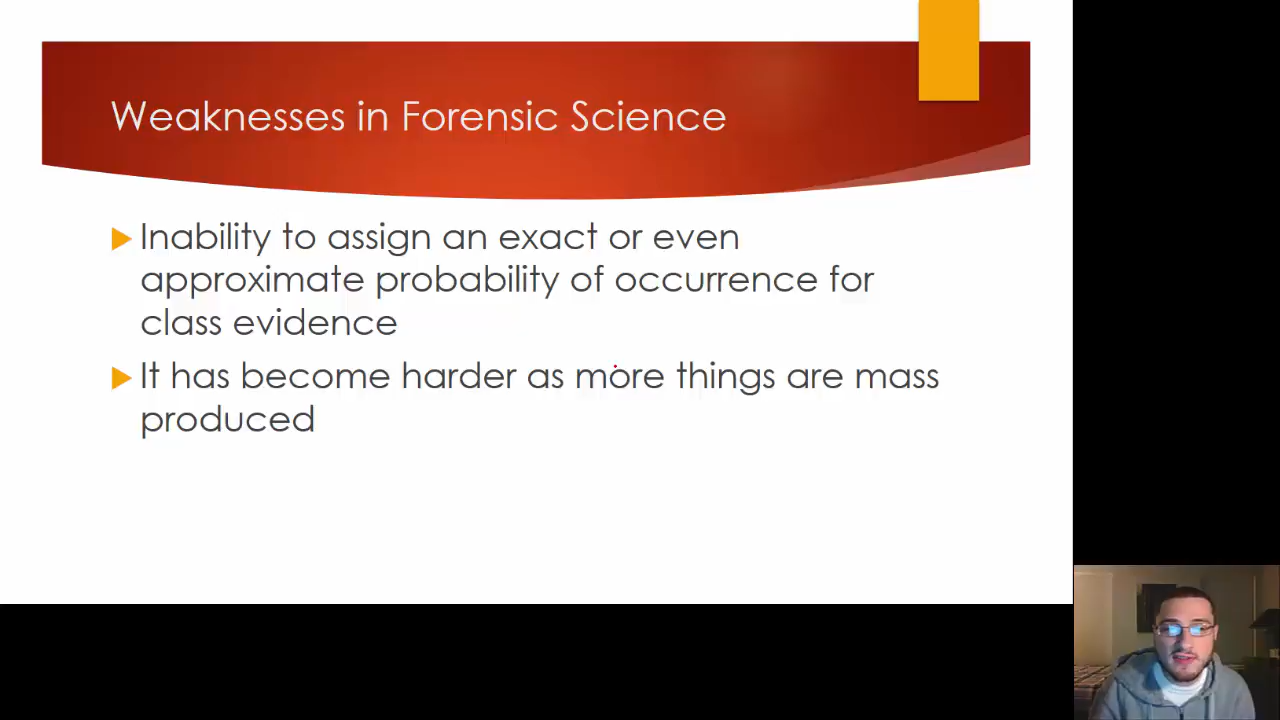 Weaknesses in Forensic Science
Inability to assign an exact or even
approximate probability of occurrence for
class evidence
It has become harder as more things are mass
produced